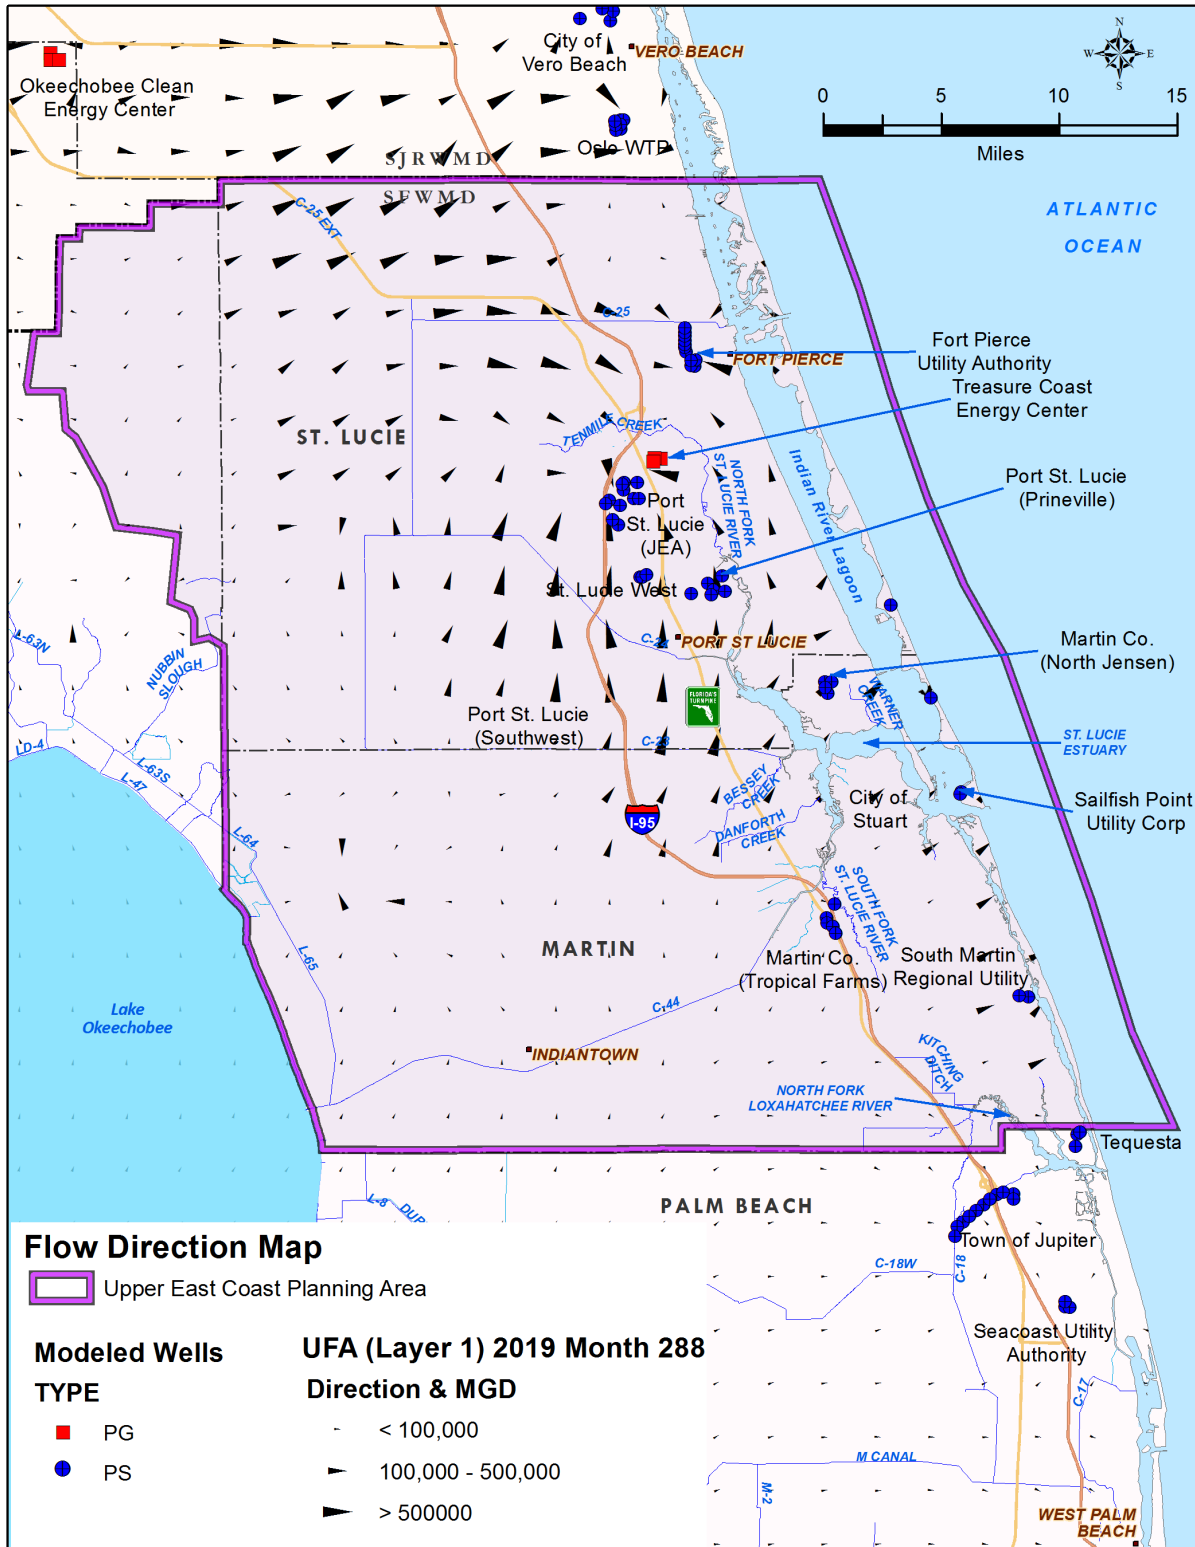 City of
Vero Beach
VERO BEACH
N
W
E
S
Okeechobee Clean
Energy Center
0
5
10
15
Miles
Oslo WTP
SJRWMD
SFWMD
C-25 EXT
ATLANTIC
OCEAN
C-25
Fort Pierce
Utility Authority
FORT PIERCE
Treasure Coast
Energy Center
ST. LUCIE
TENMILE CREEK
NORTH FORK
ST LUCIE RIVER
Indian River Lagoon
Port St. Lucie
(Prineville)
Port
St. Lucie
(JEA)
St. Lucie West
L-63N
NUBBIN
SLOUGH
C-24
PORT ST LUCIE
Martin Co.
(North Jensen)
WARNER
CREEK
FLORIDA'S
TURNPIKE
Port St. Lucie
(Southwest)
C-23
ST. LUCIE
ESTUARY
LD-4
L-63S
L-47
BESSEY
CREEK
City of
Stuart
Sailfish Point
Utility Corp
I-95
DANFORTH
CREEK
L-64
SOUTH FORK
ST. LUCIE RIVER
L-65
MARTIN
Martin Co.
(Tropical Farms)
South Martin
Regional Utility
Lake
Okeechobee
C-44
INDIANTOWN
KITCHING
DITCH
NORTH FORK
LOXAHATCHEE RIVER
Tequesta
L-8
PALM BEACH
Town of Jupiter
C-18W
C-18
Seacoast Utility
Authority
C-17
M CANAL
M-2
WEST PALM
BEACH
Flow Direction Map
Upper East Coast Planning Area
Modeled Wells
TYPE
PG
PS
UFA (Layer 1) 2019 Month 288
Direction & MGD
< 100,000
100,000 - 500,000
> 500000